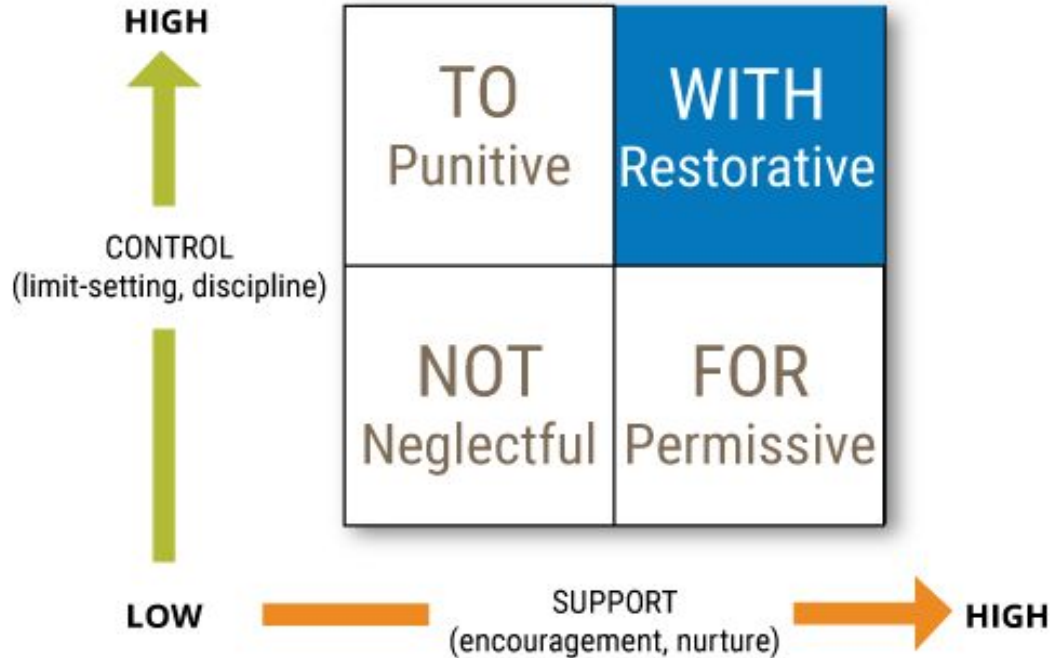 HIGH
TO
Punitive
WITH
Restorative
CONTROL
(limit-setting, discipline)
NOT
Neglectful
FOR
Permissive
LOW
SUPPORT
(encouragement, nurture)
HIGH